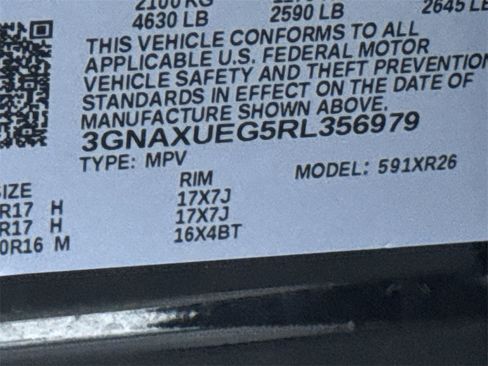 2100 KG
4630 LB 2590 LB 2645 LB
THIS VEHICLE CONFORMS TO ALL
APPLICABLE U.S. FEDERAL MOTOR
VEHICLE SAFETY AND THEFT PREVENTION
STANDARDS IN EFFECT ON THE DATE OF
MANUFACTURE SHOWN ABOVE.
3GNAXUEG5RL356979
TYPE: MPV MODEL: 591XR26
SIZE RIM
R17 H 17X7J
R17 H 17X7J
0R16 M 16X4BT